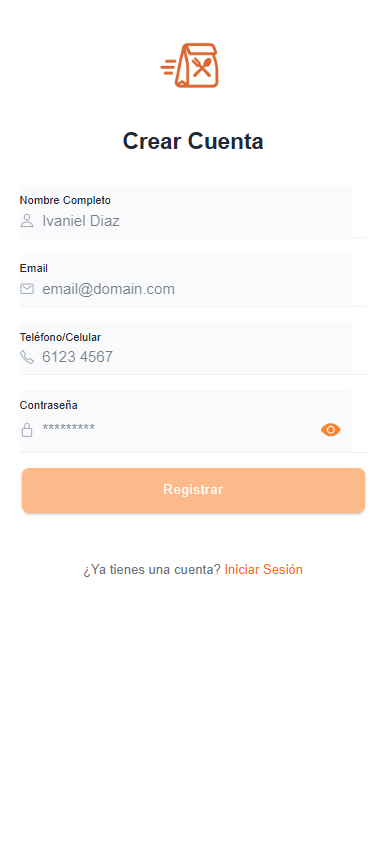 Crear Cuenta
Nombre Completo
Ivaniel Diaz
Email
email@domain.com
Teléfono/Celular
6123 4567
Contraseña
*********
Registrar
¿Ya tienes una cuenta? Iniciar Sesión